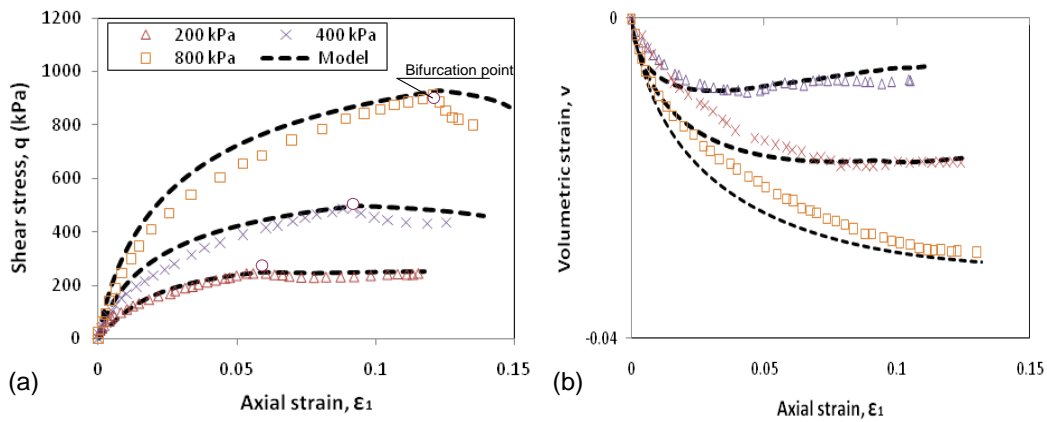 1200
1000
800
600
400
200
0
Shear stress, q (kPa)
200 kPa
400 kPa
800 kPa
Model
Bifurcation point
0
0.05
0.1
0.15
Axial strain, ε1
(a)
0
-0.04
Volumetric strain, v
0
0.05
0.1
0.15
Axial strain, ε1
(b)